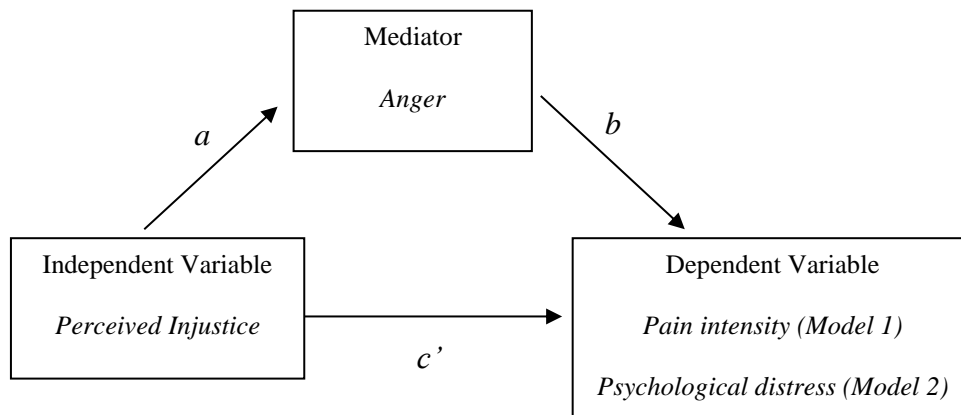 Mediator
Anger
a
b
Independent Variable
Perceived Injustice
c’
Dependent Variable
Pain intensity (Model 1)
Psychological distress (Model 2)